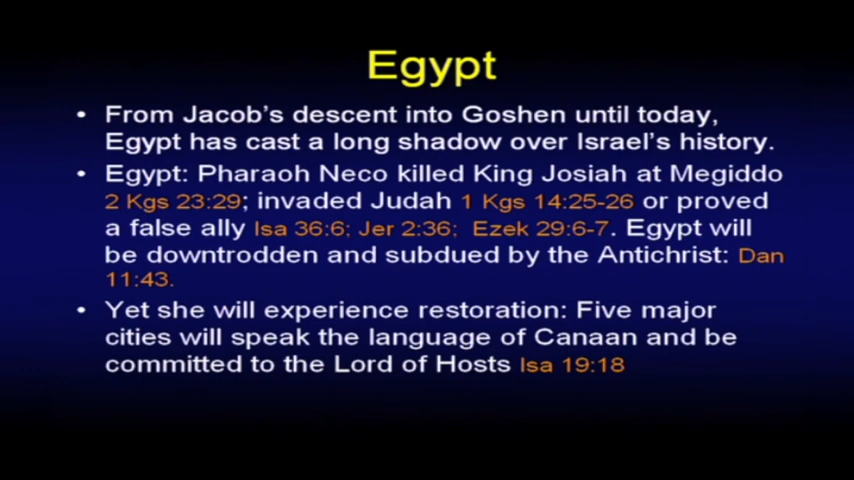 Egypt
• From Jacob's descent into Goshen until today,
Egypt has cast a long shadow over Israel's history.
• Egypt: Pharaoh Neco killed King Josiah at Megiddo
2 Kgs 23:29; invaded Judah 1 Kgs 14:25-26 or proved
a false ally Isa 36:6; Jer 2:36; Ezek 29:6-7. Egypt will
be downtrodden and subdued by the Antichrist: Dan
11:43.
• Yet she will experience restoration: Five major
cities will speak the language of Canaan and be
committed to the Lord of Hosts Isa 19:18